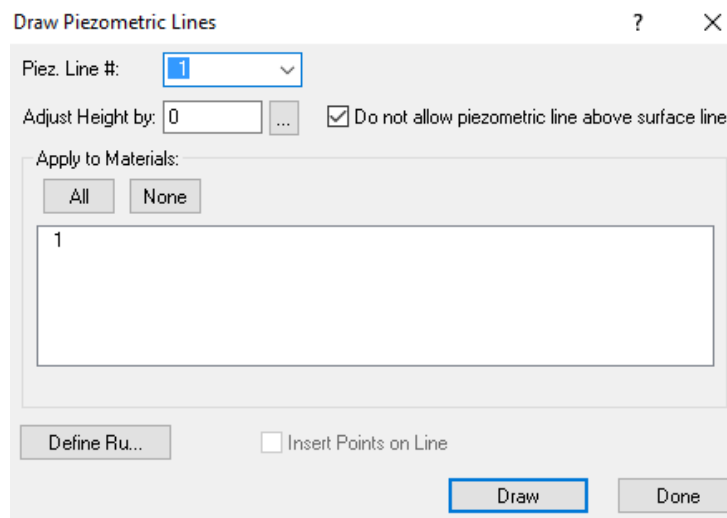 Draw Piezometric Lines ?
Piez. Line #: 1
Adjust Height by: 0 ... Do not allow piezometric line above surface line
Apply to Materials:
All None
1
Define Ru... Insert Points on Line
Draw Done